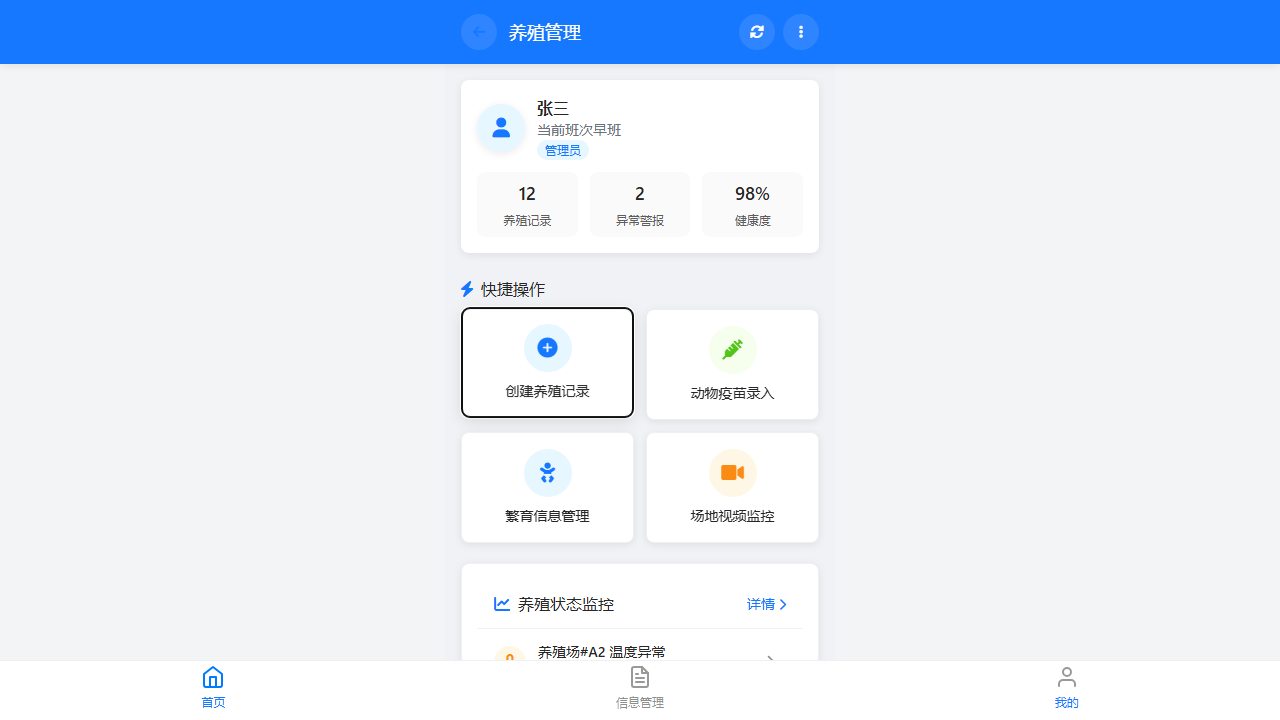 养殖管理
张三
当前班次早班
管理员
12
养殖记录
2
异常警报
98%
健康度
快捷操作
创建养殖记录
动物疫苗录入
繁育信息管理
场地视频监控
养殖状态监控
详情
养殖场#A2 温度异常
首页
信息管理
我的